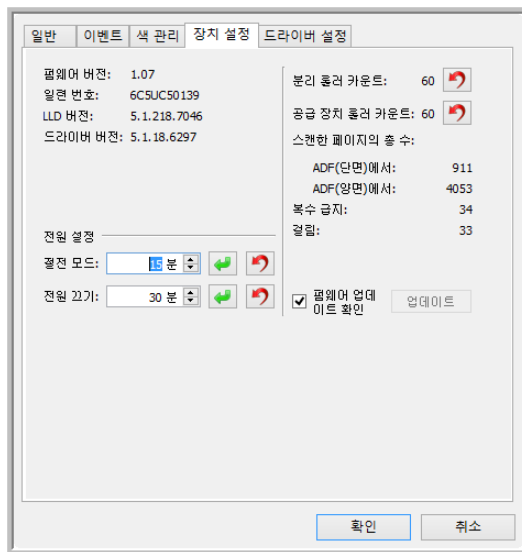 일반 이벤트 색 관리 장치 설정 드라이버 설정
펌웨어 버전: 1.07
일련 번호: 6C5UC50139
LLD 버전: 5.1.218.7046
드라이버 버전: 5.1.18.6297
전원 설정
절전 모드: 15 분
전원 끄기: 30 분
분리 롤러 카운트: 60
공급 장치 롤러 카운트: 60
스캔한 페이지의 총 수:
ADF(단면)에서: 911
ADF(양면)에서: 4053
복수 급지: 34
걸림: 33
펌웨어 업데
이트 확인
업데이트
확인 취소